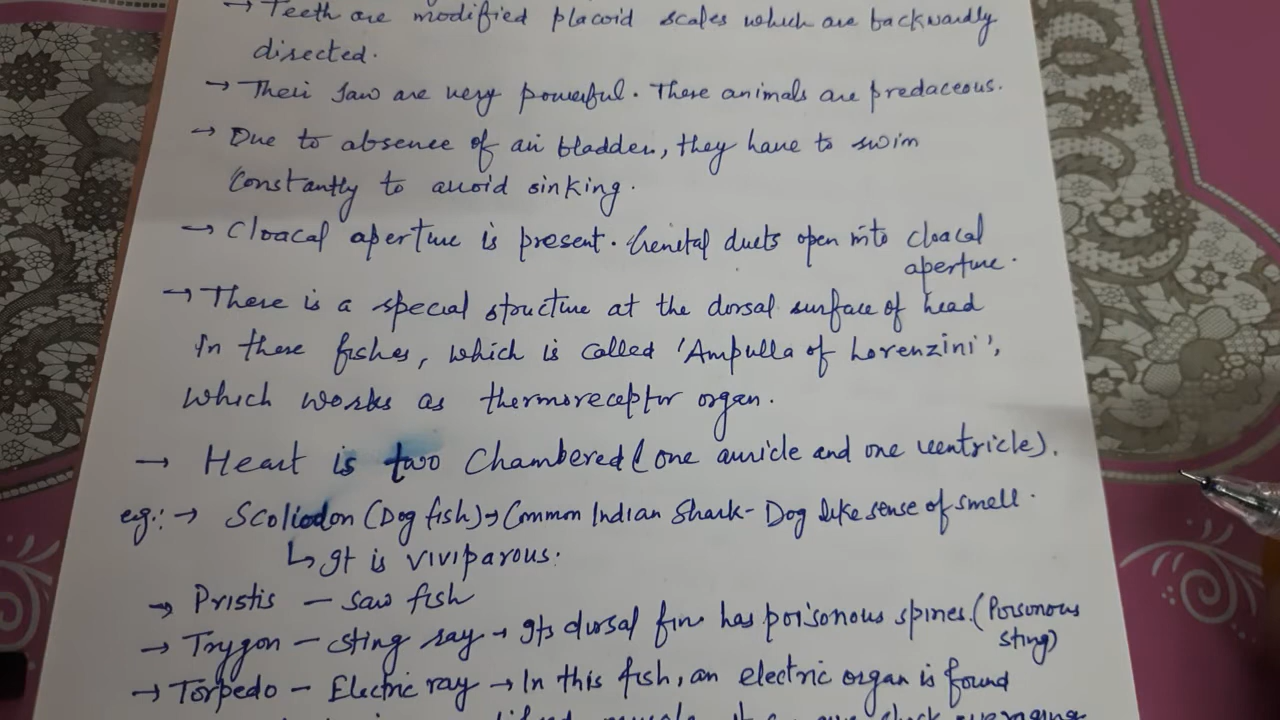 → Teeth are modified placoid scales which are backwardly
directed.
→ Their Jaw are very powerful. These animals are predaceous.
→ Due to absence of air bladder, they have to swim
Constantly to avoid sinking.
→ Cloacal aperture is present. Genital ducts open into cloacal
aperture.
→ There is a special structure at the dorsal surface of head
in these fishes, which is called 'Ampulla of Lorenzini',
which works as thermoreceptor organ.
→ Heart is two Chambered (one auricle and one ventricle).
eg.:→ Scoliodon (Dog fish)→Common Indian Shark- Dog like sense of smell.
↳ It is viviparous.
→ Pristis – Saw fish
→ Trygon – Sting ray → Its dorsal fin has poisonous spines. (Poisonous
sting)
→ Torpedo – Electric ray → In this fish, an electric organ is found